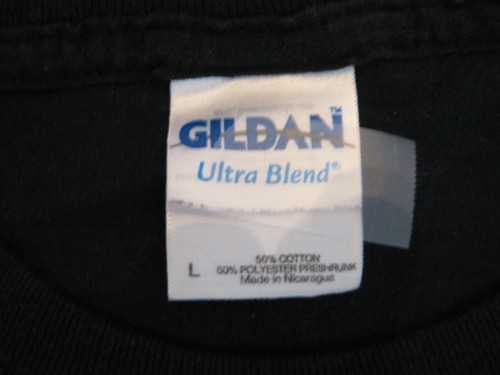 GILDAN™
Ultra Blend®
50% COTTON
L 50% POLYESTER PRESHRUNK
Made in Nicaragua